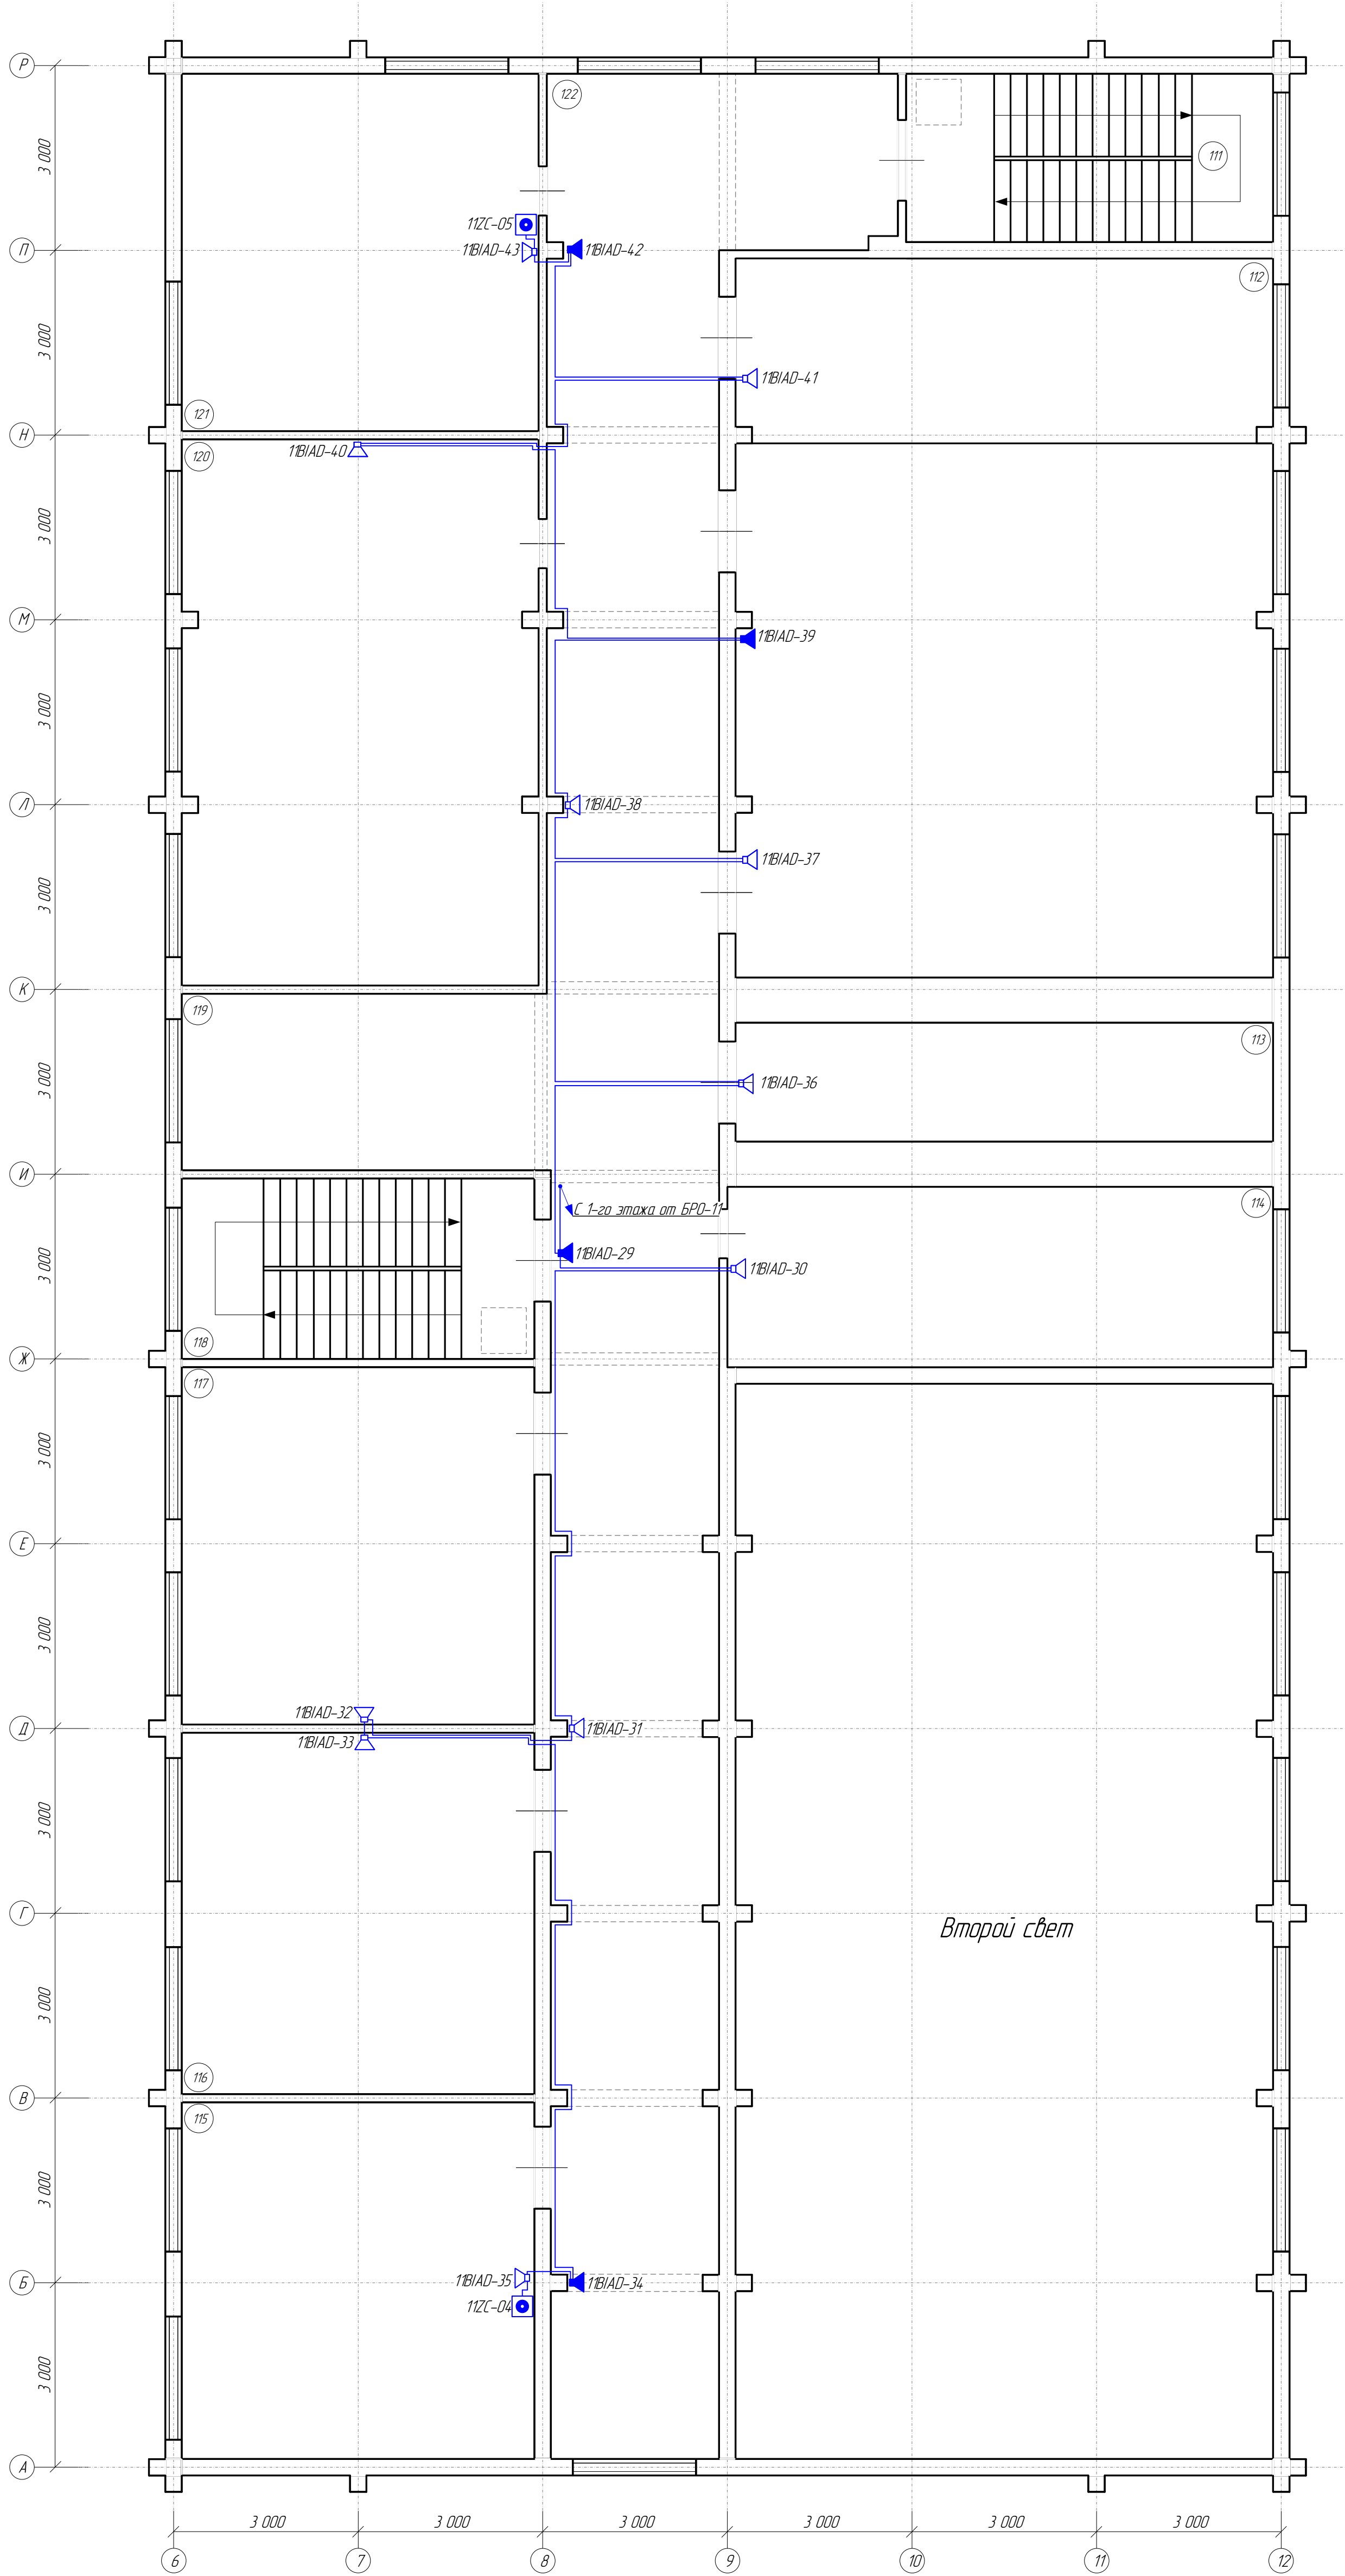 Р
122
111
3 000
11ZC-05
11BIAD-43
11BIAD-42
П
112
3 000
11BIAD-41
121
Н
120
11BIAD-40
3 000
М
11BIAD-39
3 000
Л
11BIAD-38
11BIAD-37
3 000
К
119
113
3 000
11BIAD-36
И
114
С 1-го этажа от БРО-11
11BIAD-29
3 000
11BIAD-30
118
Ж
117
3 000
Е
3 000
11BIAD-32
Д
11BIAD-31
11BIAD-33
3 000
Г
Второй свет
3 000
116
В
115
3 000
11BIAD-35
Б
11BIAD-34
11ZC-04
3 000
А
3 000
3 000
3 000
3 000
3 000
3 000
6
7
8
9
10
11
12